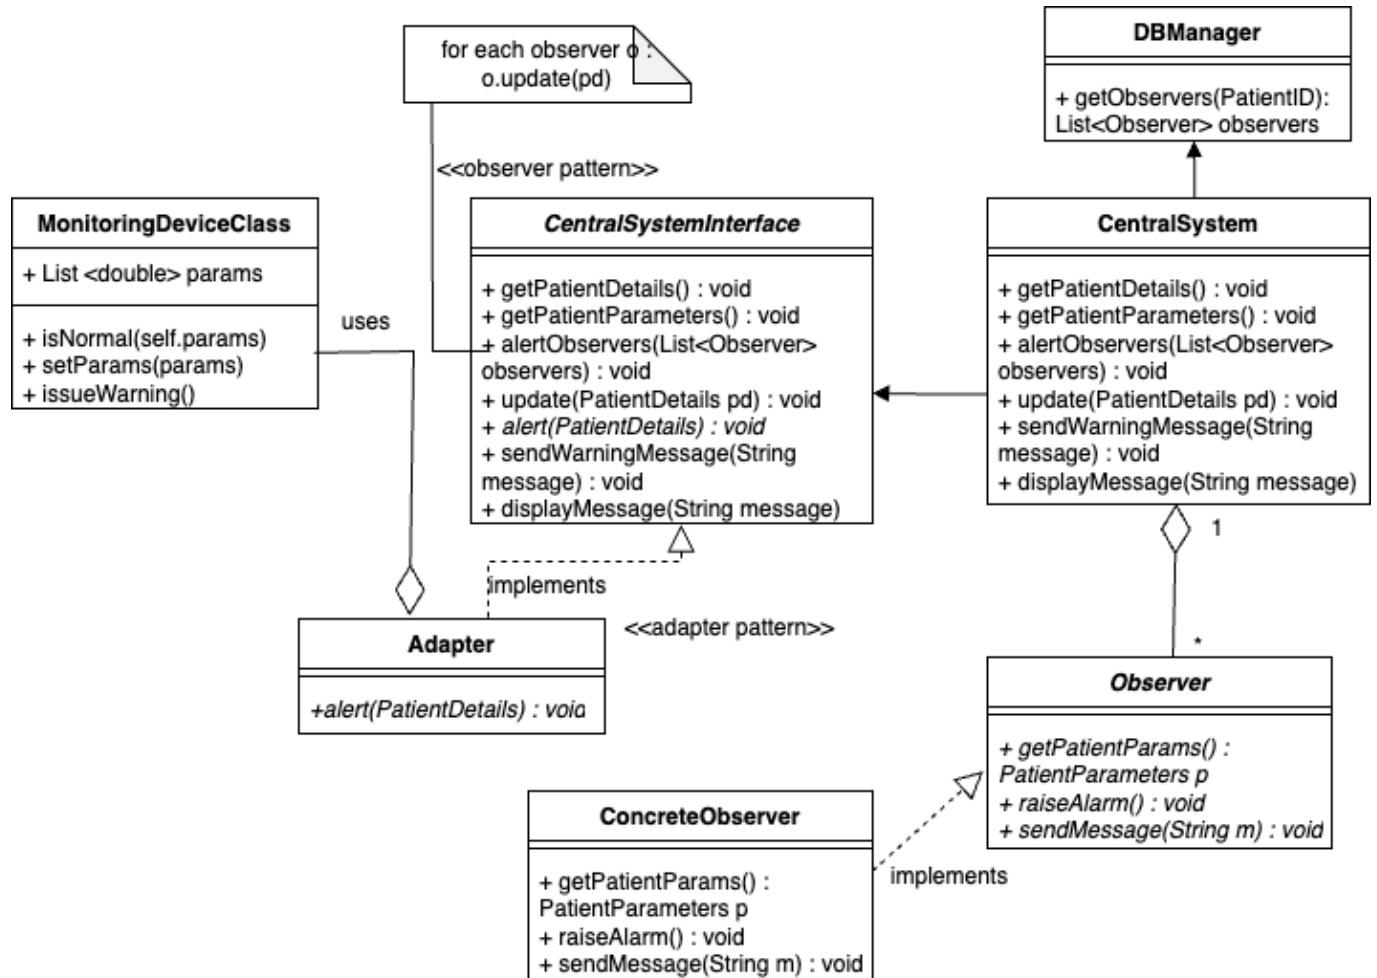 for each observer o :
o.update(pd)
DBManager
+ getObservers(PatientID):
List<Observer> observers
<<observer pattern>>
MonitoringDeviceClass
+ List <double> params
+ isNormal(self.params)
+ setParams(params)
+ issueWarning()
uses
CentralSystemInterface
+ getPatientDetails() : void
+ getPatientParameters() : void
+ alertObservers(List<Observer>
observers) : void
+ update(PatientDetails pd) : void
+ alert(PatientDetails) : void
+ sendWarningMessage(String
message) : void
+ displayMessage(String message)
CentralSystem
+ getPatientDetails() : void
+ getPatientParameters() : void
+ alertObservers(List<Observer>
observers) : void
+ update(PatientDetails pd) : void
+ sendWarningMessage(String
message) : void
+ displayMessage(String message)
1
*
implements
<<adapter pattern>>
Adapter
+alert(PatientDetails) : void
Observer
+ getPatientParams() :
PatientParameters p
+ raiseAlarm() : void
+ sendMessage(String m) : void
implements
ConcreteObserver
+ getPatientParams() :
PatientParameters p
+ raiseAlarm() : void
+ sendMessage(String m) : void